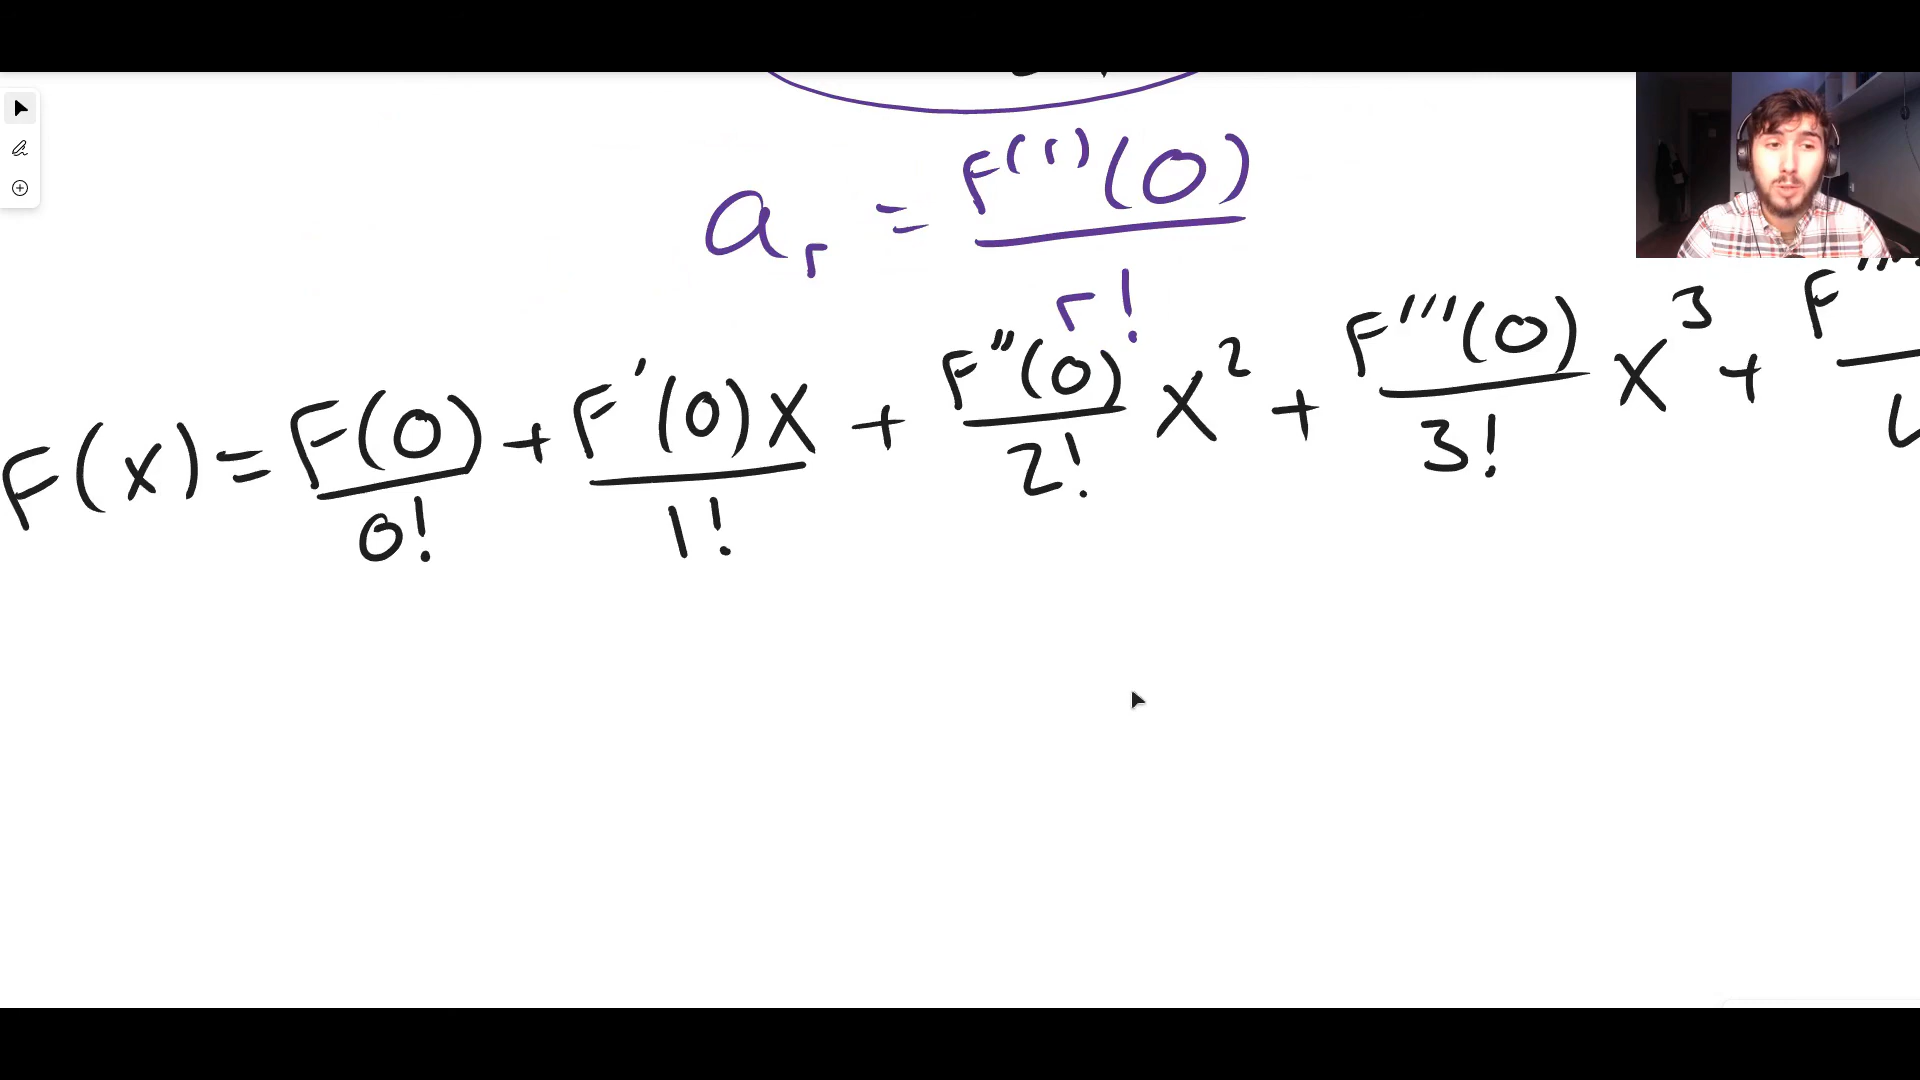 a_r = F^(r)(0) / r!
F(x) = F(0)/0! + F'(0)x/1! + F''(0)/2! x^2 + F'''(0)/3! x^3 + F'''